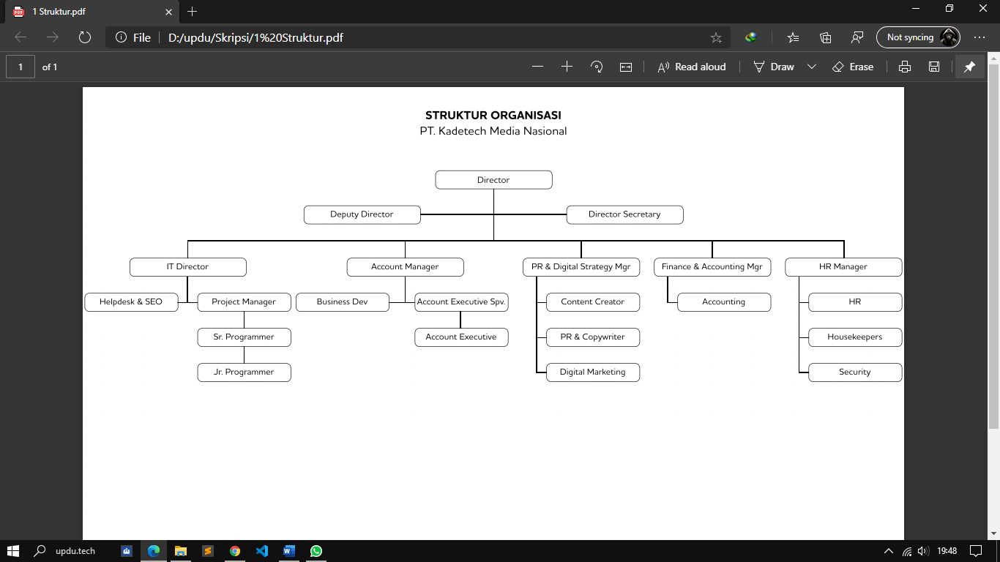 1 Struktur.pdf
File
D:/updu/Skripsi/1%20Struktur.pdf
Not syncing
1 of 1
Read aloud
Draw
Erase
STRUKTUR ORGANISASI
PT. Kadetech Media Nasional
Director
Deputy Director
Director Secretary
IT Director
Account Manager
PR & Digital Strategy Mgr
Finance & Accounting Mgr
HR Manager
Helpdesk & SEO
Project Manager
Business Dev
Account Executive Spv.
Content Creator
Accounting
HR
Sr. Programmer
Account Executive
PR & Copywriter
Housekeepers
Jr. Programmer
Digital Marketing
Security
updu.tech
19:48